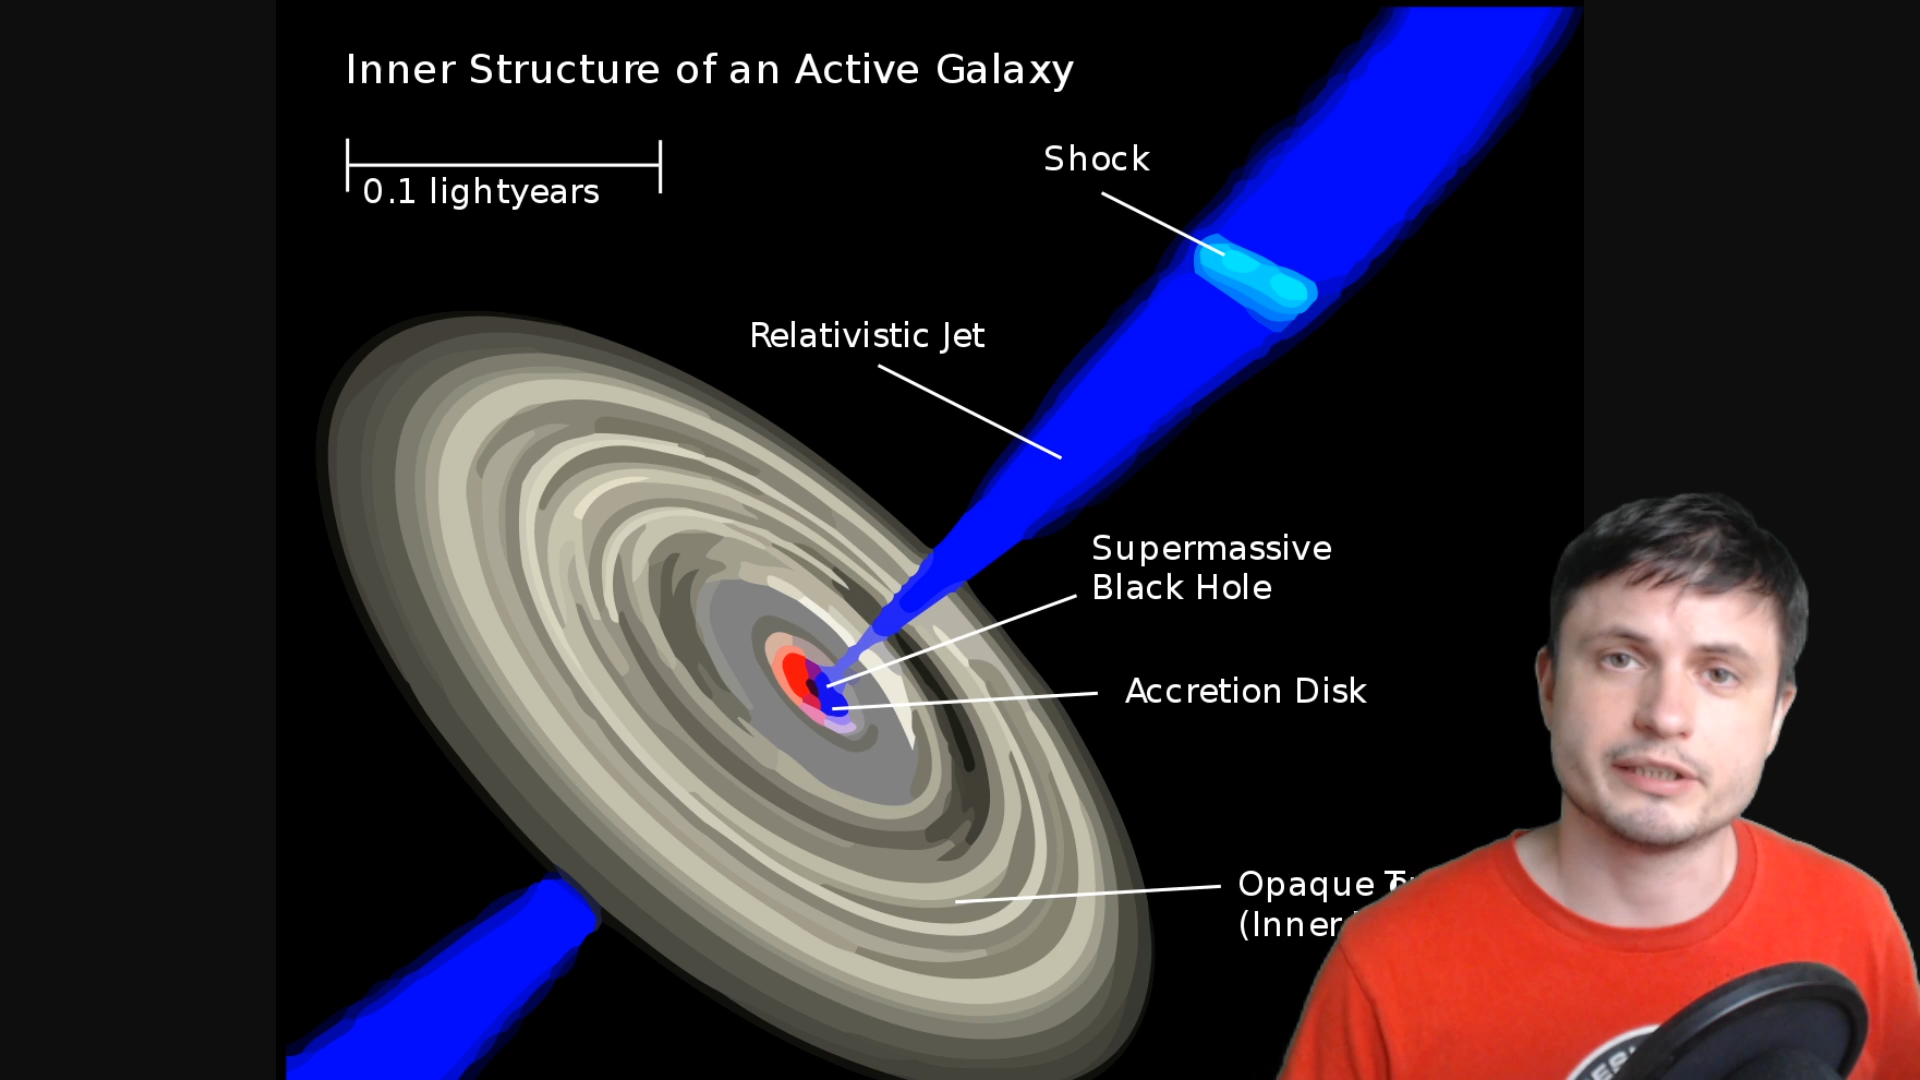 Inner Structure of an Active Galaxy
0.1 lightyears
Shock
Relativistic Jet
Supermassive
Black Hole
Accretion Disk
Opaque
(Inner